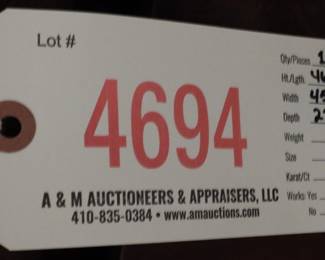 Lot #
4694
A & M AUCTIONEERS & APPRAISERS, LLC
410-835-0384 • www.amauctions.com
Qty/Pieces 1
Ht./Lgth
Width
Depth
Weight
Size
Karat/Ct
Works: Yes
No